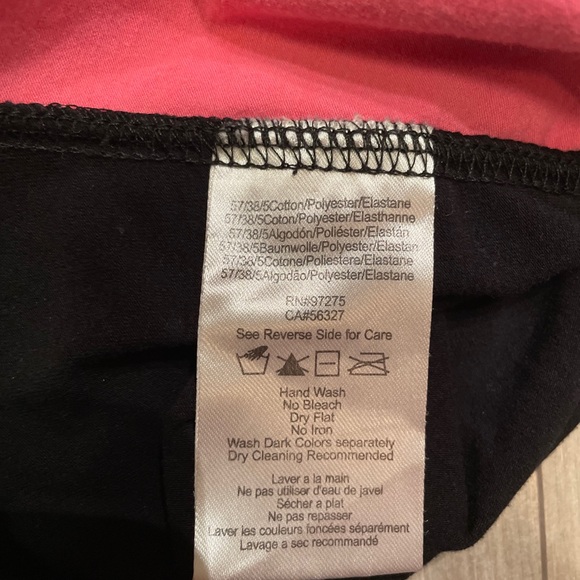 57/38/5Cotton/Polyester/Elastane
57/38/5Coton/Polyester/Elasthanne
57/38/5Algodón/Poliéster/Elastán
57/38/5Baumwolle/Polyester/Elastan
57/38/5Cotone/Poliestere/Elastane
57/38/5Algodão/Poliester/Elastane
RN#97275
CA#56327
See Reverse Side for Care
Hand Wash
No Bleach
Dry Flat
No Iron
Wash Dark Colors separately
Dry Cleaning Recommended
Laver a la main
Ne pas utiliser d'eau de javel
Sécher a plat
Ne pas repasser
Laver les couleurs foncées séparément
Lavage a sec recommandé